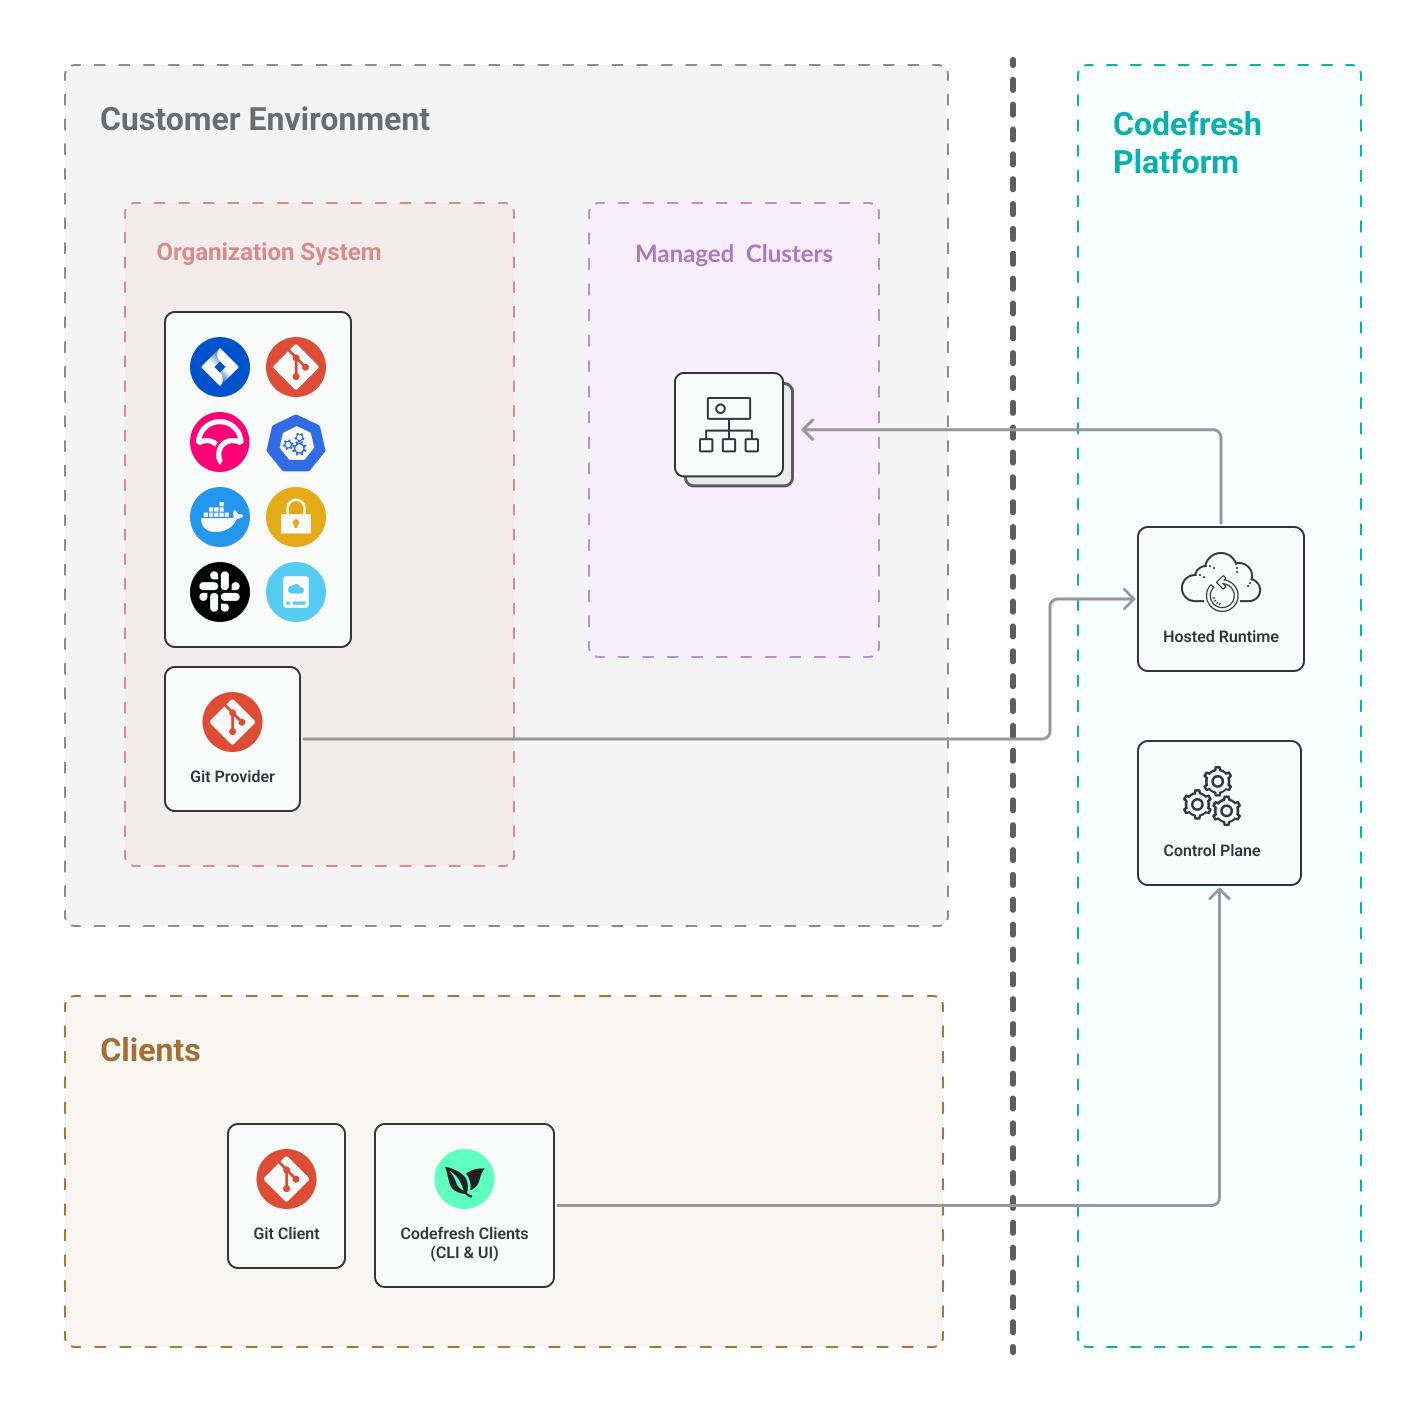 Customer Environment
Codefresh
Platform
Organization System
Managed Clusters
Hosted Runtime
Git Provider
Control Plane
Clients
Git Client
Codefresh Clients
(CLI & UI)